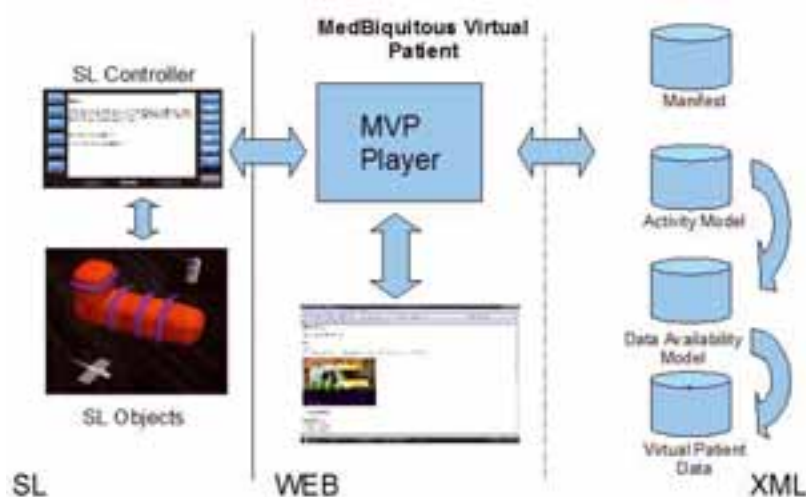 MedBiquitous Virtual
Patient
SL Controller
MVP
Player
Manifest
Activity Model
Data Availability
Model
SL Objects
Virtual Patient
Data
SL
WEB
XML